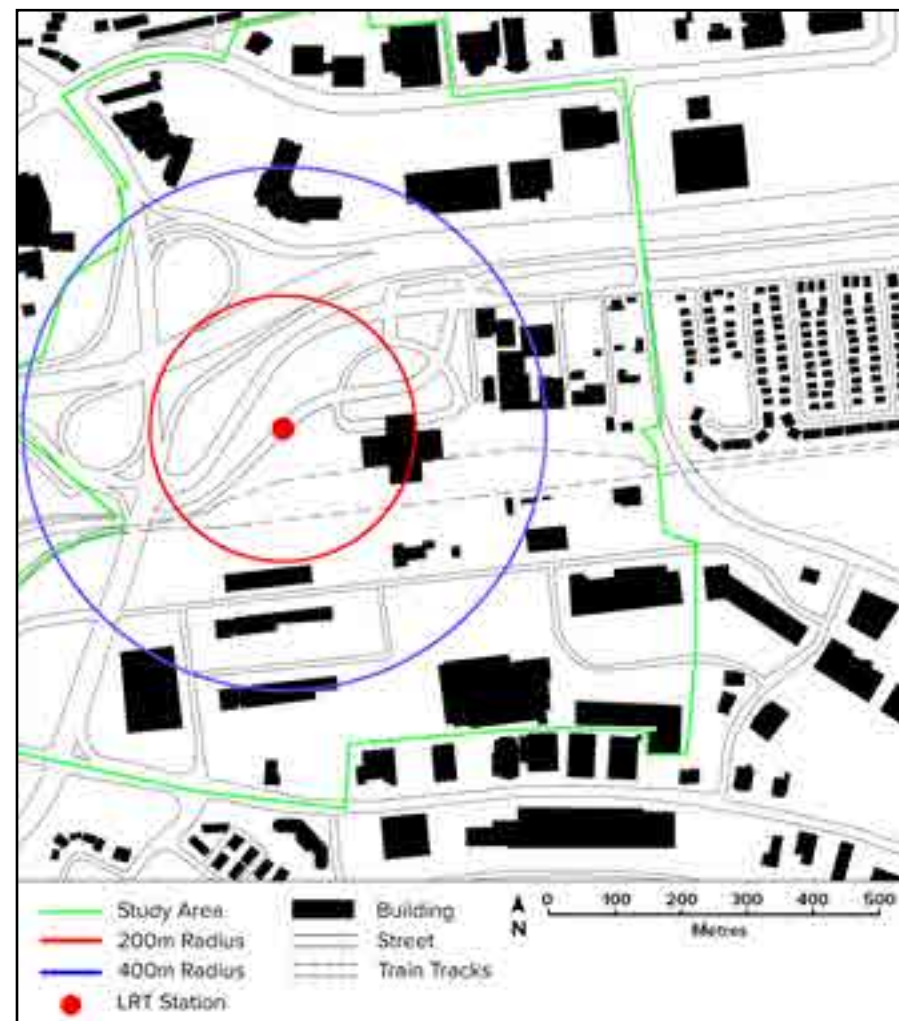 Study Area
200m Radius
400m Radius
LRT Station
Building
Street
Train Tracks
N
0 100 200 300 400 500
Metres